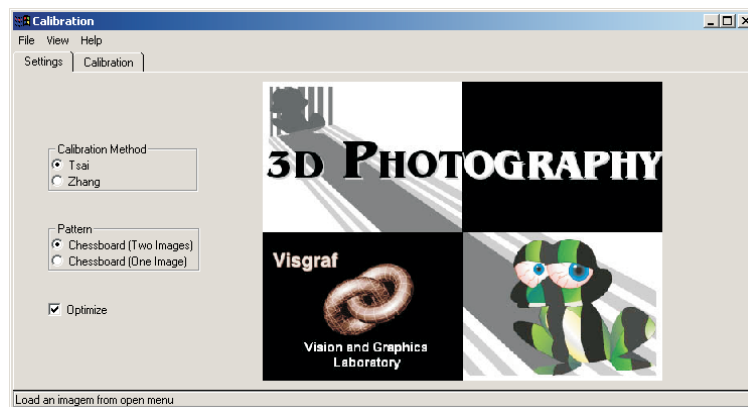 Calibration
File View Help
Settings Calibration
Calibration Method
Tsai
Zhang
Pattern
Chessboard (Two Images)
Chessboard (One Image)
Optimize
3D PHOTOGRAPHY
Visgraf
Vision and Graphics
Laboratory
Load an imagem from open menu